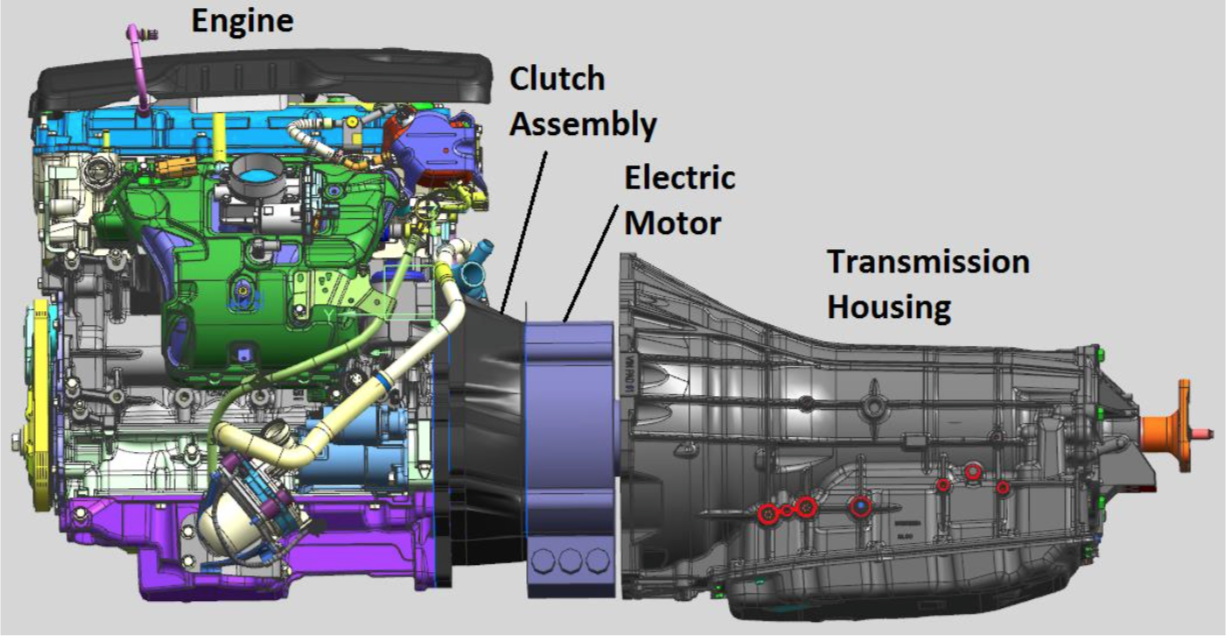 Engine
Clutch
Assembly
Electric
Motor
Transmission
Housing
Y